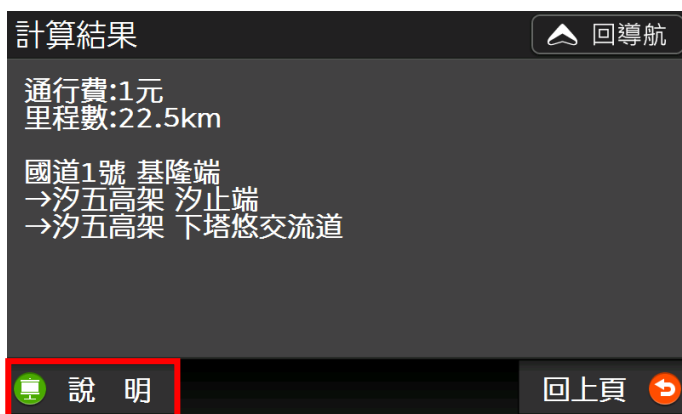 計算結果
回導航
通行費:1元
里程數:22.5km
國道1號 基隆端
→汐五高架 汐止端
→汐五高架 下塔悠交流道
說 明
回上頁